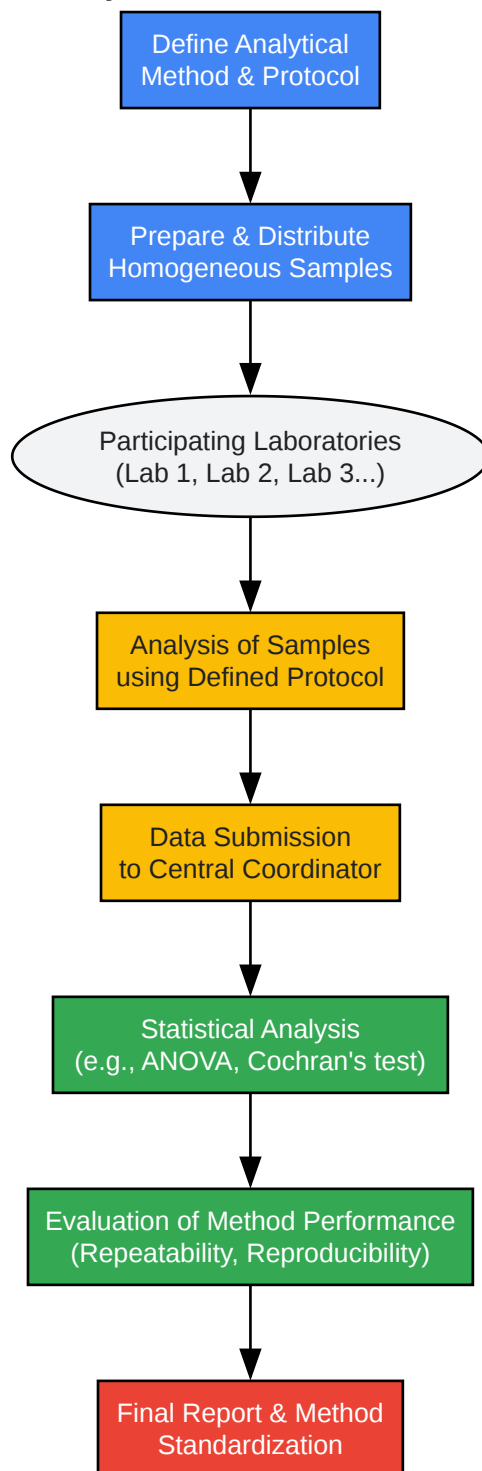 Define Analytical
Method & Protocol
Prepare & Distribute
Homogeneous Samples
Participating Laboratories
(Lab 1, Lab 2, Lab 3...)
Analysis of Samples
using Defined Protocol
Data Submission
to Central Coordinator
Statistical Analysis
(e.g., ANOVA, Cochran's test)
Evaluation of Method Performance
(Repeatability, Reproducibility)
Final Report & Method
Standardization